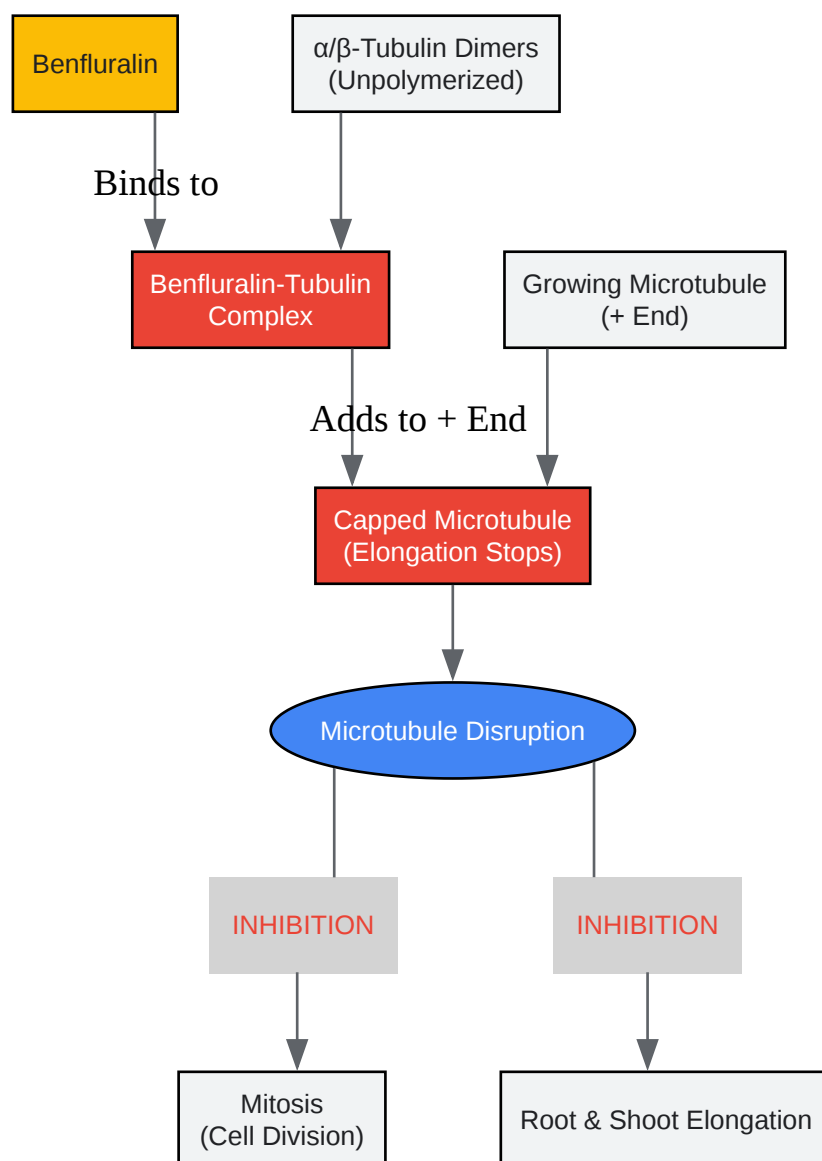 Benfluralin
α/β-Tubulin Dimers
(Unpolymerized)
Binds to
Benfluralin-Tubulin
Complex
Growing Microtubule
(+ End)
Adds to + End
Capped Microtubule
(Elongation Stops)
Microtubule Disruption
INHIBITION
INHIBITION
Mitosis
(Cell Division)
Root & Shoot Elongation